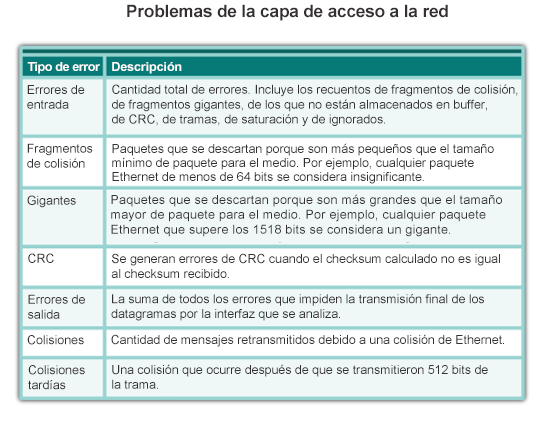 Problemas de la capa de acceso a la red
Tipo de error Descripción
Errores de entrada
Cantidad total de errores. Incluye los recuentos de fragmentos de colisión,
de fragmentos gigantes, de los que no están almacenados en buffer,
de CRC, de tramas, de saturación y de ignorados.
Fragmentos de colisión
Paquetes que se descartan porque son más pequeños que el tamaño
mínimo de paquete para el medio. Por ejemplo, cualquier paquete
Ethernet de menos de 64 bits se considera insignificante.
Gigantes
Paquetes que se descartan porque son más grandes que el tamaño
mayor de paquete para el medio. Por ejemplo, cualquier paquete
Ethernet que supere los 1518 bits se considera un gigante.
CRC
Se generan errores de CRC cuando el checksum calculado no es igual
al checksum recibido.
Errores de salida
La suma de todos los errores que impiden la transmisión final de los
datagramas por la interfaz que se analiza.
Colisiones
Cantidad de mensajes retransmitidos debido a una colisión de Ethernet.
Colisiones tardías
Una colisión que ocurre después de que se transmitieron 512 bits de
la trama.